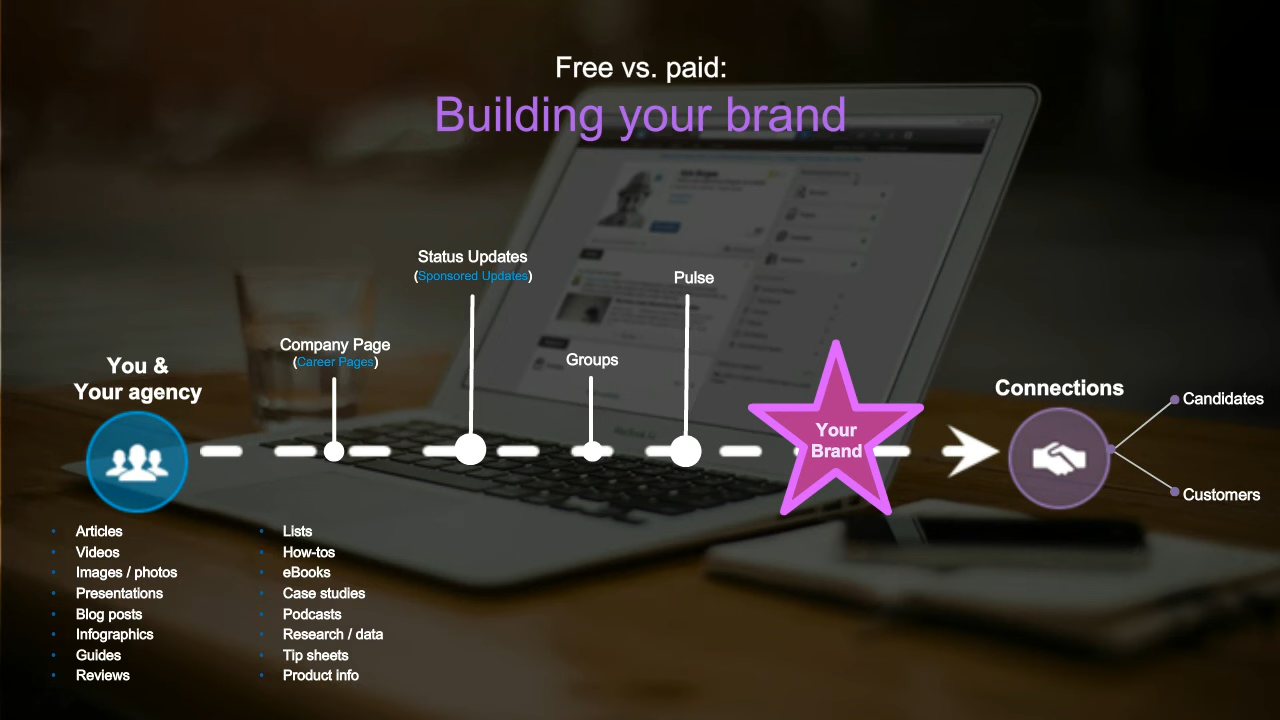 Free vs. paid:
Building your brand
Status Updates
(Sponsored Updates)
Pulse
Company Page
(Career Pages)
Groups
You &
Your agency
Connections
Candidates
Customers
Your
Brand
Articles
Videos
Images / photos
Presentations
Blog posts
Infographics
Guides
Reviews
Lists
How-tos
eBooks
Case studies
Podcasts
Research / data
Tip sheets
Product info